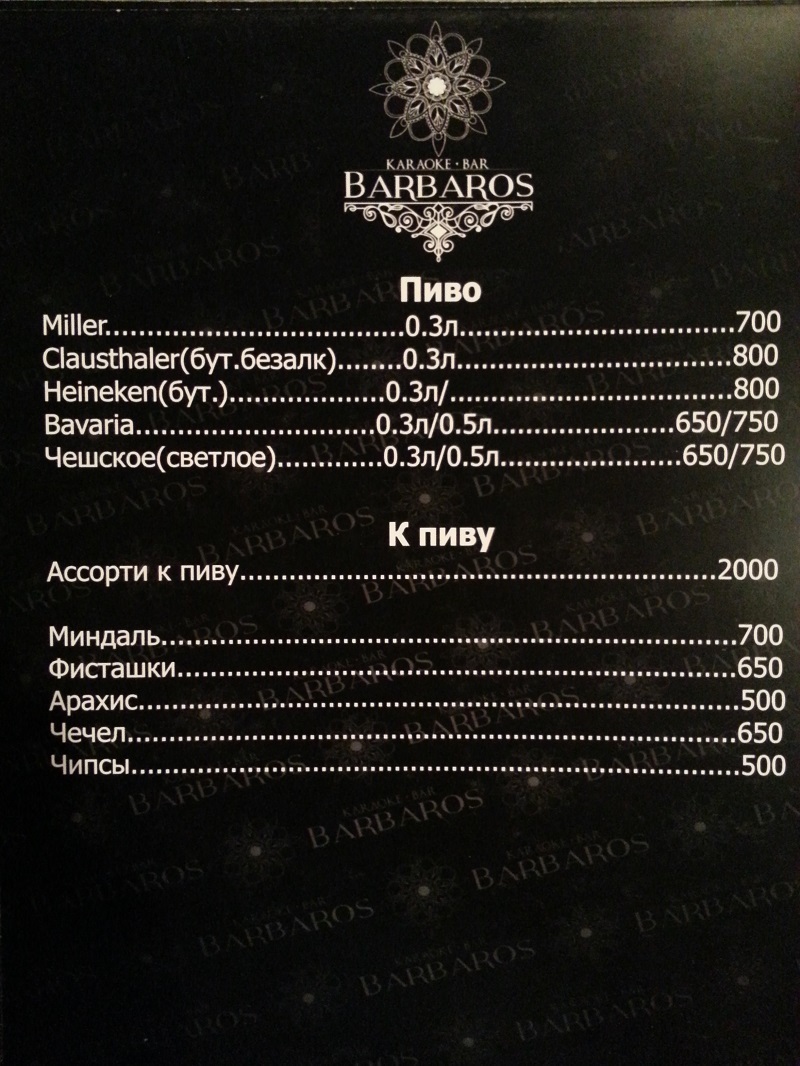 KARAOKE · BAR
BARBAROS
Пиво
Miller..............................0.3л............................700
Clausthaler(бут.безалк).......0.3л............................800
Heineken(бут.)................0.3л/.............................800
Bavaria.........................0.3л/0.5л...................650/750
Чешское(светлое)...........0.3л/0.5л...................650/750
К пиву
Ассорти к пиву.................................................2000
Миндаль...........................................................700
Фисташки.........................................................650
Арахис..............................................................500
Чечел...............................................................650
Чипсы...............................................................500